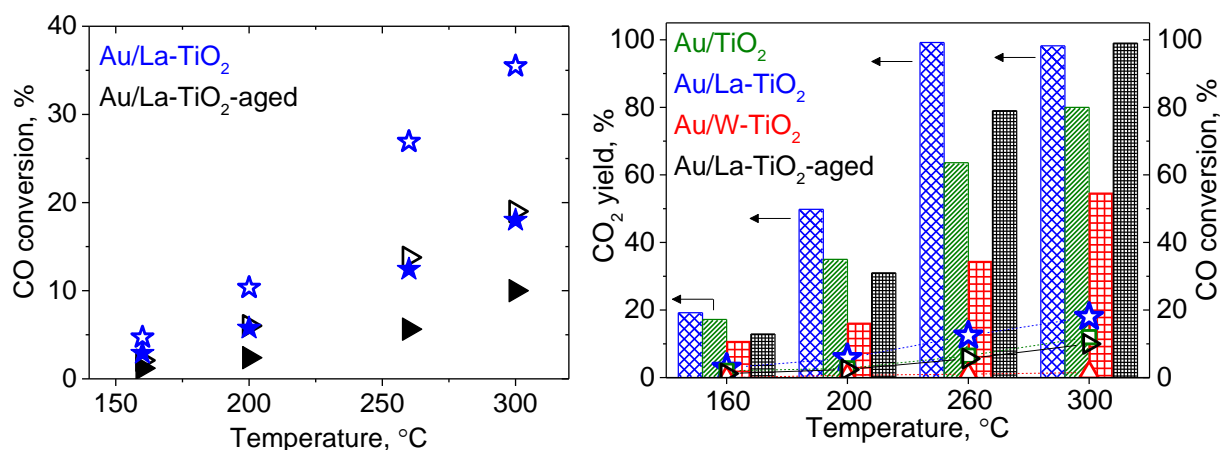 40
30
20
10
0
CO conversion, %
Au/La-TiO₂
Au/La-TiO₂-aged
150
200
250
300
Temperature, °C
100
80
60
40
20
0
CO₂ yield, %
Au/TiO₂
Au/La-TiO₂
Au/W-TiO₂
Au/La-TiO₂-aged
160
200
260
300
Temperature, °C
100
80
60
40
20
0
CO conversion, %